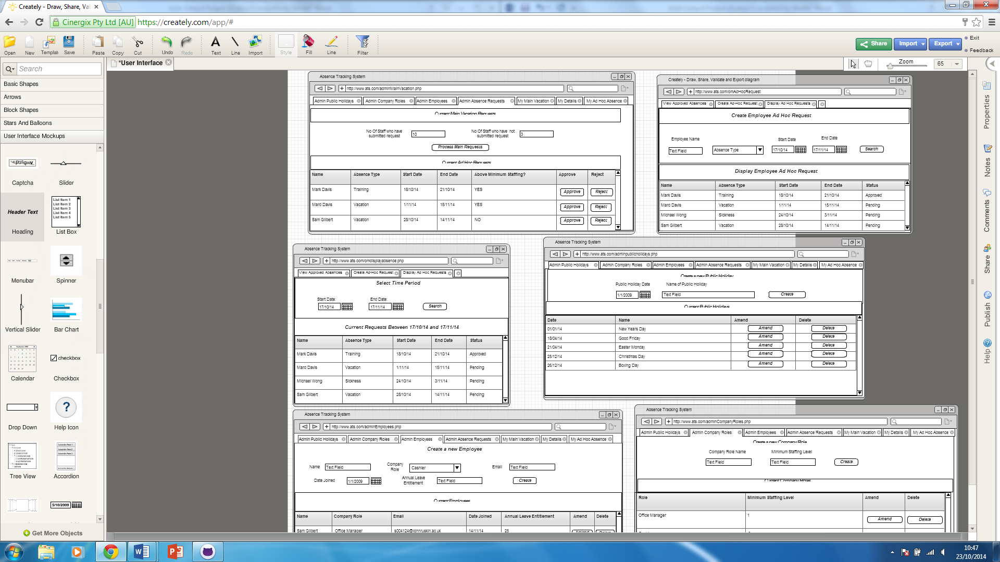 Creately - Draw, Share, Val
Cinergix Pty Ltd [AU] https://creately.com/app/#
Open New Templat Save Paste Copy Cut Undo Redo Text Line Import Style Fill Line Filter
Share Import Export Exit
Feedback
*User Interface
Zoom 65
Search
Basic Shapes
Arrows
Block Shapes
Stars And Balloons
User Interface Mockups
Captcha Slider
Header Text
Heading
List Item 1
List Item 2
List Item 3
List Item 4
List Item 5
List Box
Menubar Spinner
Vertical Slider Bar Chart
Calendar
checkbox
Checkbox
Drop Down Help Icon
Tree View Accordion
5/10/2009
Get More Objects
Properties
Notes
Comments
Share
Publish
Help
Absence Tracking System
http://www.ats.com/adminMainVacation.php
Admin Public Holidays Admin Company Roles Admin Employees Admin Absence Requests My Main Vacation My Details My Ad Hoc Absence
Current Main Vacation Requests
No Of Staff who have submitted request 10
No Of Staff who have not submitted request 3
Process Main Requests
Current Ad Hoc Requests
Name Absence Type Start Date End Date Above Minimum Staffing? Approve Reject
Mark Davis Training 18/10/14 21/10/14 YES Approve Reject
Mard Davis Vacation 1/11/14 15/11/14 YES Approve Reject
Sam Gilbert Vacation 28/10/14 14/11/14 NO Approve Reject
Creately - Draw, Share, Validate and Export diagram
http://www.ats.com/omAdHocRequest
View Approved Absences Create Ad-Hoc Request Display Ad Hoc Requests
Create Employee Ad Hoc Request
Employee Name Start Date End Date
Text Field Absence Type 17/10/14 17/11/14 Search
Display Employee Ad Hoc Request
Name Absence Type Start Date End Date Status
Mark Davis Training 18/10/14 21/10/14 Approved
Mard Davis Vacation 1/11/14 15/11/14 Pending
Michael Wong Sickness 24/10/14 3/11/14 Pending
Sam Gilbert Vacation 28/10/14 14/11/14 Pending
Absence Tracking System
http://www.ats.com/omdisplayabsence.php
View Approved Absences Create Ad-Hoc Request Display Ad Hoc Requests
Select Time Period
Start Date: End Date:
17/10/14 17/11/14 Search
Current Requests Between 17/10/14 and 17/11/14
Name Absence Type Start Date End Date Status
Mark Davis Training 18/10/14 21/10/14 Approved
Mard Davis Vacation 1/11/14 15/11/14 Pending
Michael Wong Sickness 24/10/14 3/11/14 Pending
Sam Gilbert Vacation 28/10/14 14/11/14 Pending
Absence Tracking System
http://www.ats.com/adminpublicholidays.php
Admin Public Holidays Admin Company Roles Admin Employees Admin Absence Requests My Main Vacation My Details My Ad Hoc Absence
Create a new Public Holiday
Public Holiday Date Name of Public Holiday
1/1/2009 Text Field Create
Current Public Holidays
Date Name Amend Delete
01/01/14 New Years Day Amend Delete
18/04/14 Good Friday Amend Delete
21/04/14 Easter Monday Amend Delete
25/12/14 Christmas Day Amend Delete
26/12/14 Boxing Day Amend Delete
Absence Tracking System
http://www.ats.com/adminEmployees.php
Admin Public Holidays Admin Company Roles Admin Employees Admin Absence Requests My Main Vacation My Details My Ad Hoc Absence
Create a new Employee
Name Text Field Company Role Cashier Email Text Field
Date Joined 1/1/2009 Annual Leave Entitlement Text Field Create
Current Employees
Name Company Role Email Date Joined Annual Leave Entitlement Amend Delete
Sam Gilbert Office Manager s004124@johnruskin.ac.uk 14/11/14 25 Amend Delete
Absence Tracking System
http://www.ats.com/adminCompanyRoles.php
Admin Public Holidays Admin Company Roles Admin Employees Admin Absence Requests My Main Vacation My Details My Ad Hoc Absence
Create a new Company Role
Company Role Name Minimum Staffing Level
Text Field Text Field Create
Current Company Roles
Role Minimum Staffing Level Amend Delete
Office Manager 1 Amend Delete
10:47
23/10/2014